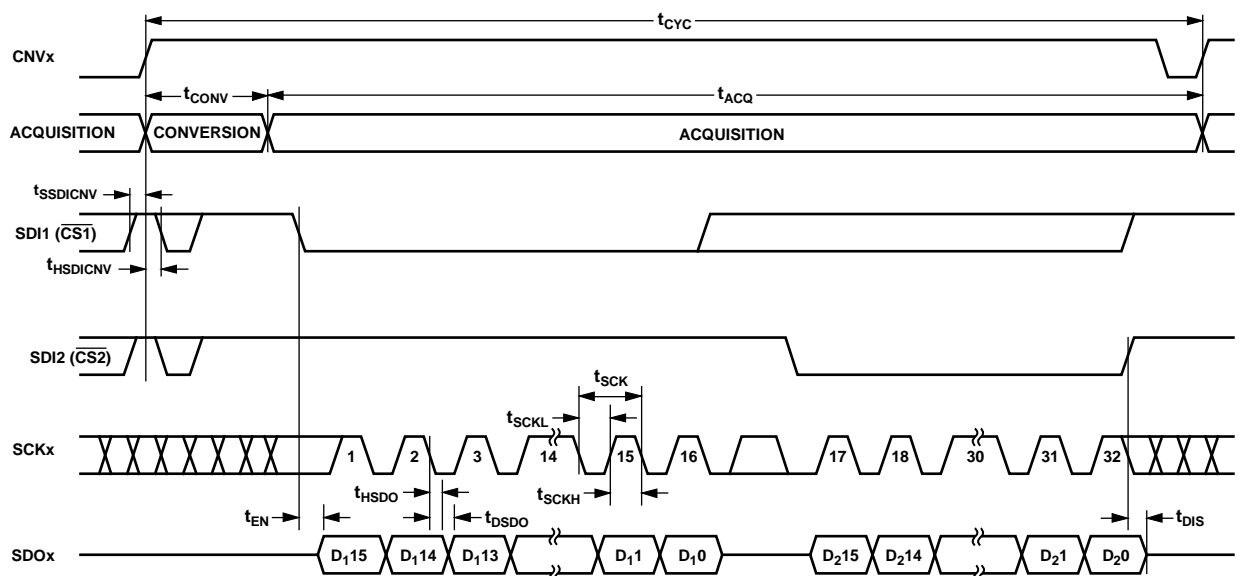 tCYC
CNVx
tCONV
tACQ
ACQUISITION CONVERSION ACQUISITION
tSSDICNV
SDI1 (CS1)
tHSDICNV
SDI2 (CS2)
tSCK
tSCKL
SCKx 1 2 3 14 15 16 17 18 30 31 32
tHSDO tSCKH
tEN tDSDO tDIS
SDOx D115 D114 D113 D11 D10 D215 D214 D21 D20